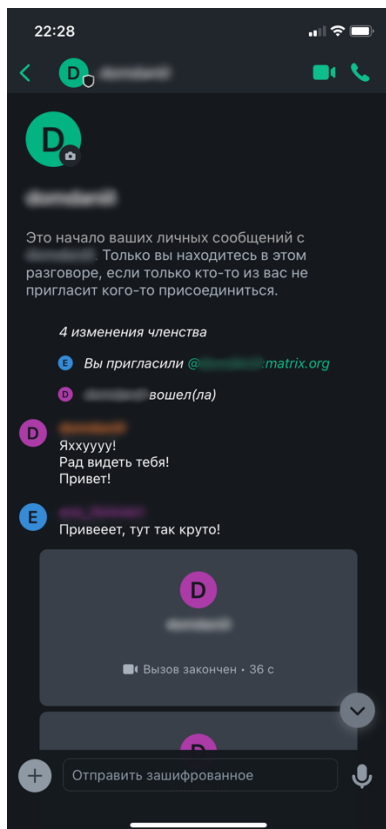 22:28
D
D
Это начало ваших личных сообщений с
. Только вы находитесь в этом
разговоре, если только кто-то из вас не
пригласит кого-то присоединиться.
4 изменения членства
E Вы пригласили @ :matrix.org
D вошел(ла)
D
Яххуууу!
Рад видеть тебя!
Привет!
E
Привееет, тут так круто!
D
Вызов закончен • 36 с
D
Отправить зашифрованное